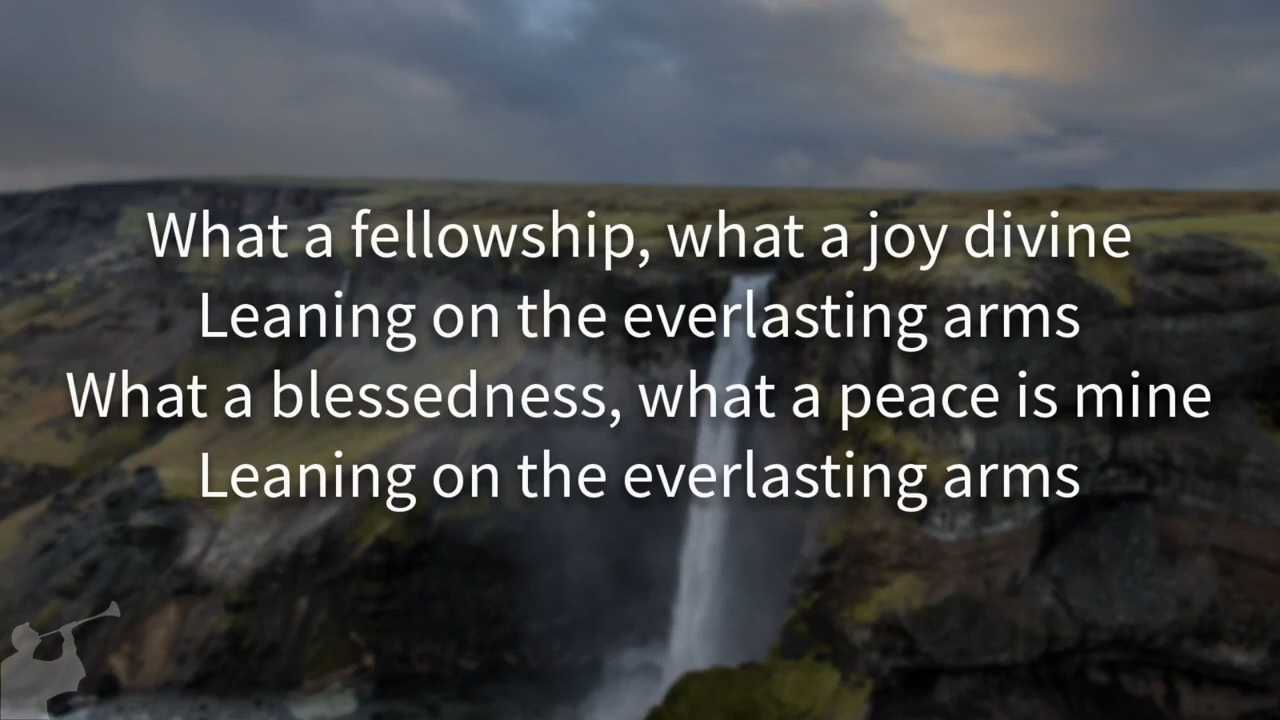 What a fellowship, what a joy divine
Leaning on the everlasting arms
What a blessedness, what a peace is mine
Leaning on the everlasting arms